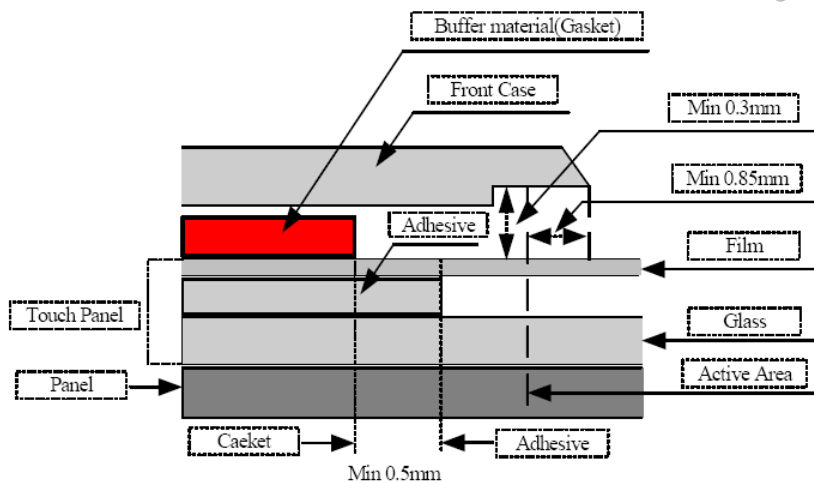 Buffer material(Gasket)
Front Case
Min 0.3mm
Min 0.85mm
Adhesive
Film
Touch Panel
Glass
Panel
Active Area
Caeket
Adhesive
Min 0.5mm